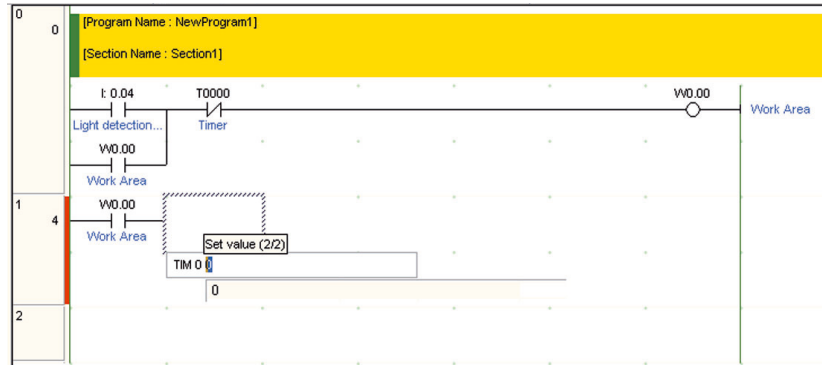 0
0
[Program Name : NewProgram1]
[Section Name : Section1]
I: 0.04
T0000
W0.00
Work Area
Light detection...
Timer
W0.00
Work Area
1
4
W0.00
Work Area
Set value (2/2)
TIM 0 0
0
2